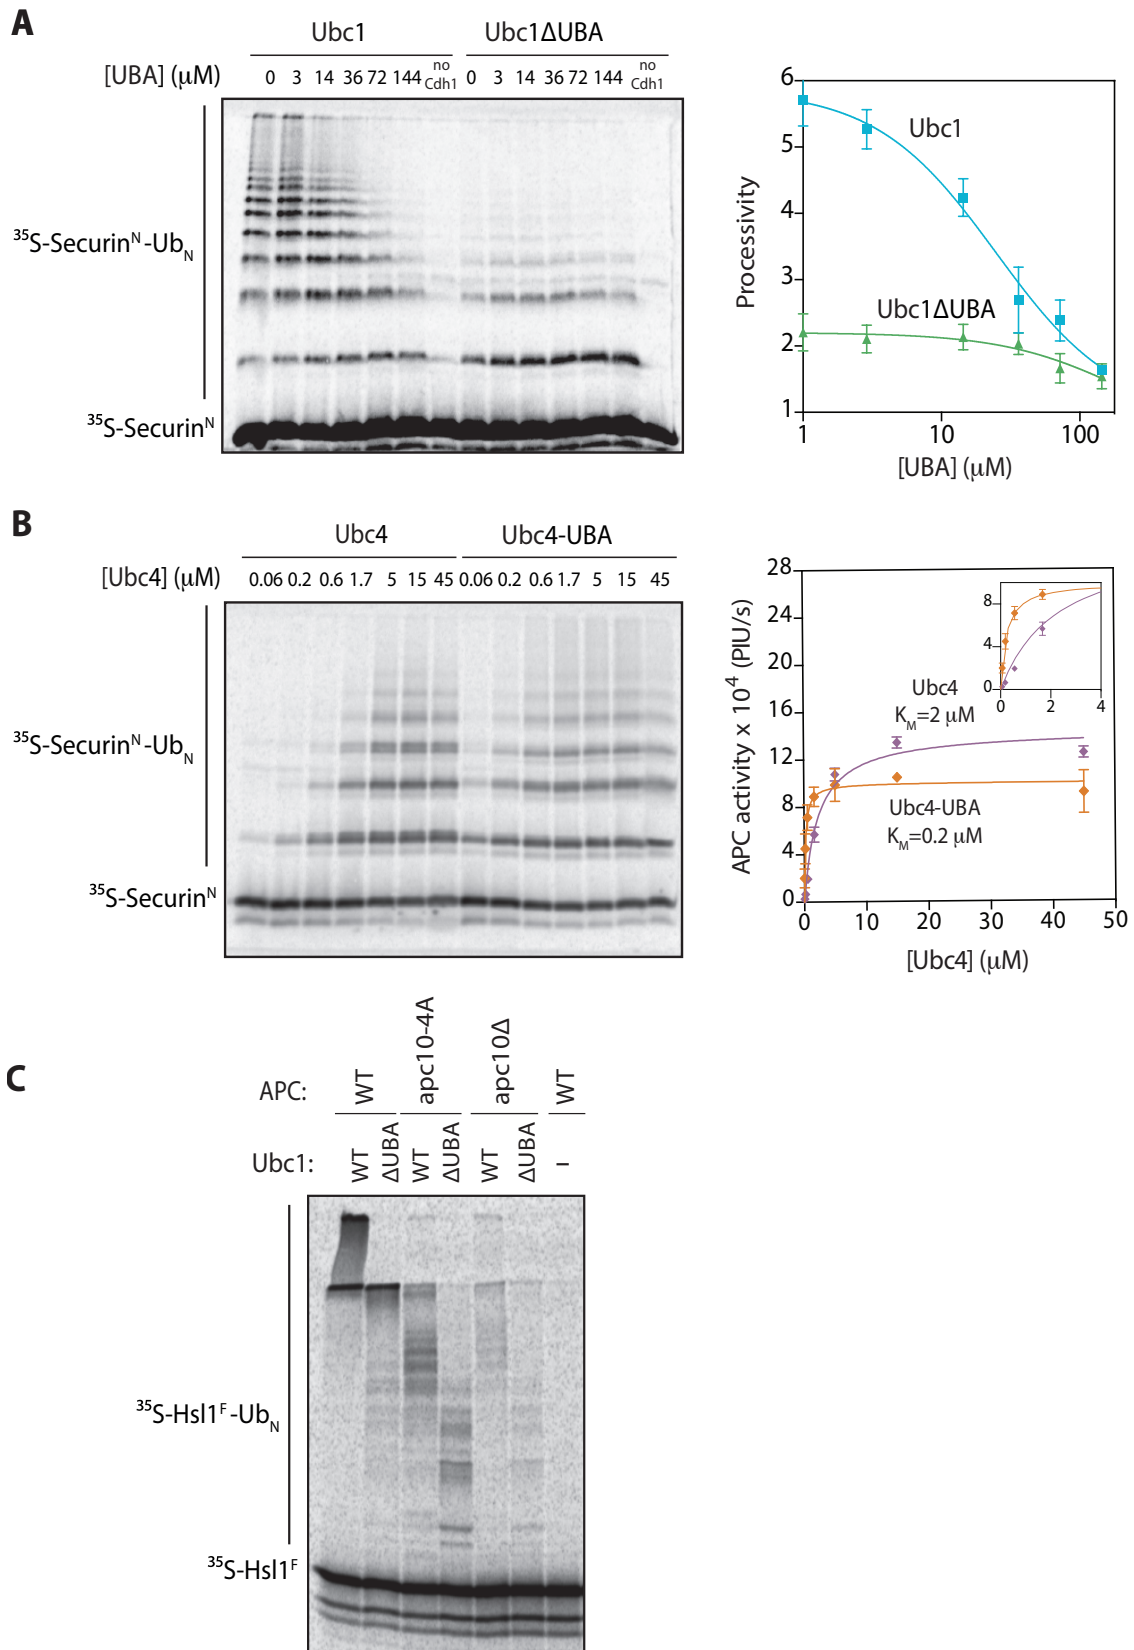 A
Ubc1 Ubc1ΔUBA
[UBA] (μM) 0 3 14 36 72 144 no Cdh1 0 3 14 36 72 144 no Cdh1
³⁵S-Securinᴺ-Ub_N
³⁵S-Securinᴺ
6
5
4
3
2
1
Processivity
Ubc1
Ubc1ΔUBA
1 10 100
[UBA] (μM)
B
Ubc4 Ubc4-UBA
[Ubc4] (μM) 0.06 0.2 0.6 1.7 5 15 45 0.06 0.2 0.6 1.7 5 15 45
³⁵S-Securinᴺ-Ub_N
³⁵S-Securinᴺ
28
24
20
16
12
8
4
0
APC activity x 10⁴ (PIU/s)
8
4
0
0 2 4
Ubc4
K_M=2 μM
Ubc4-UBA
K_M=0.2 μM
0 10 20 30 40 50
[Ubc4] (μM)
C
APC: WT apc10-4A apc10Δ WT
Ubc1: WT ΔUBA WT ΔUBA WT ΔUBA –
³⁵S-Hsl1ᶠ-Ub_N
³⁵S-Hsl1ᶠ